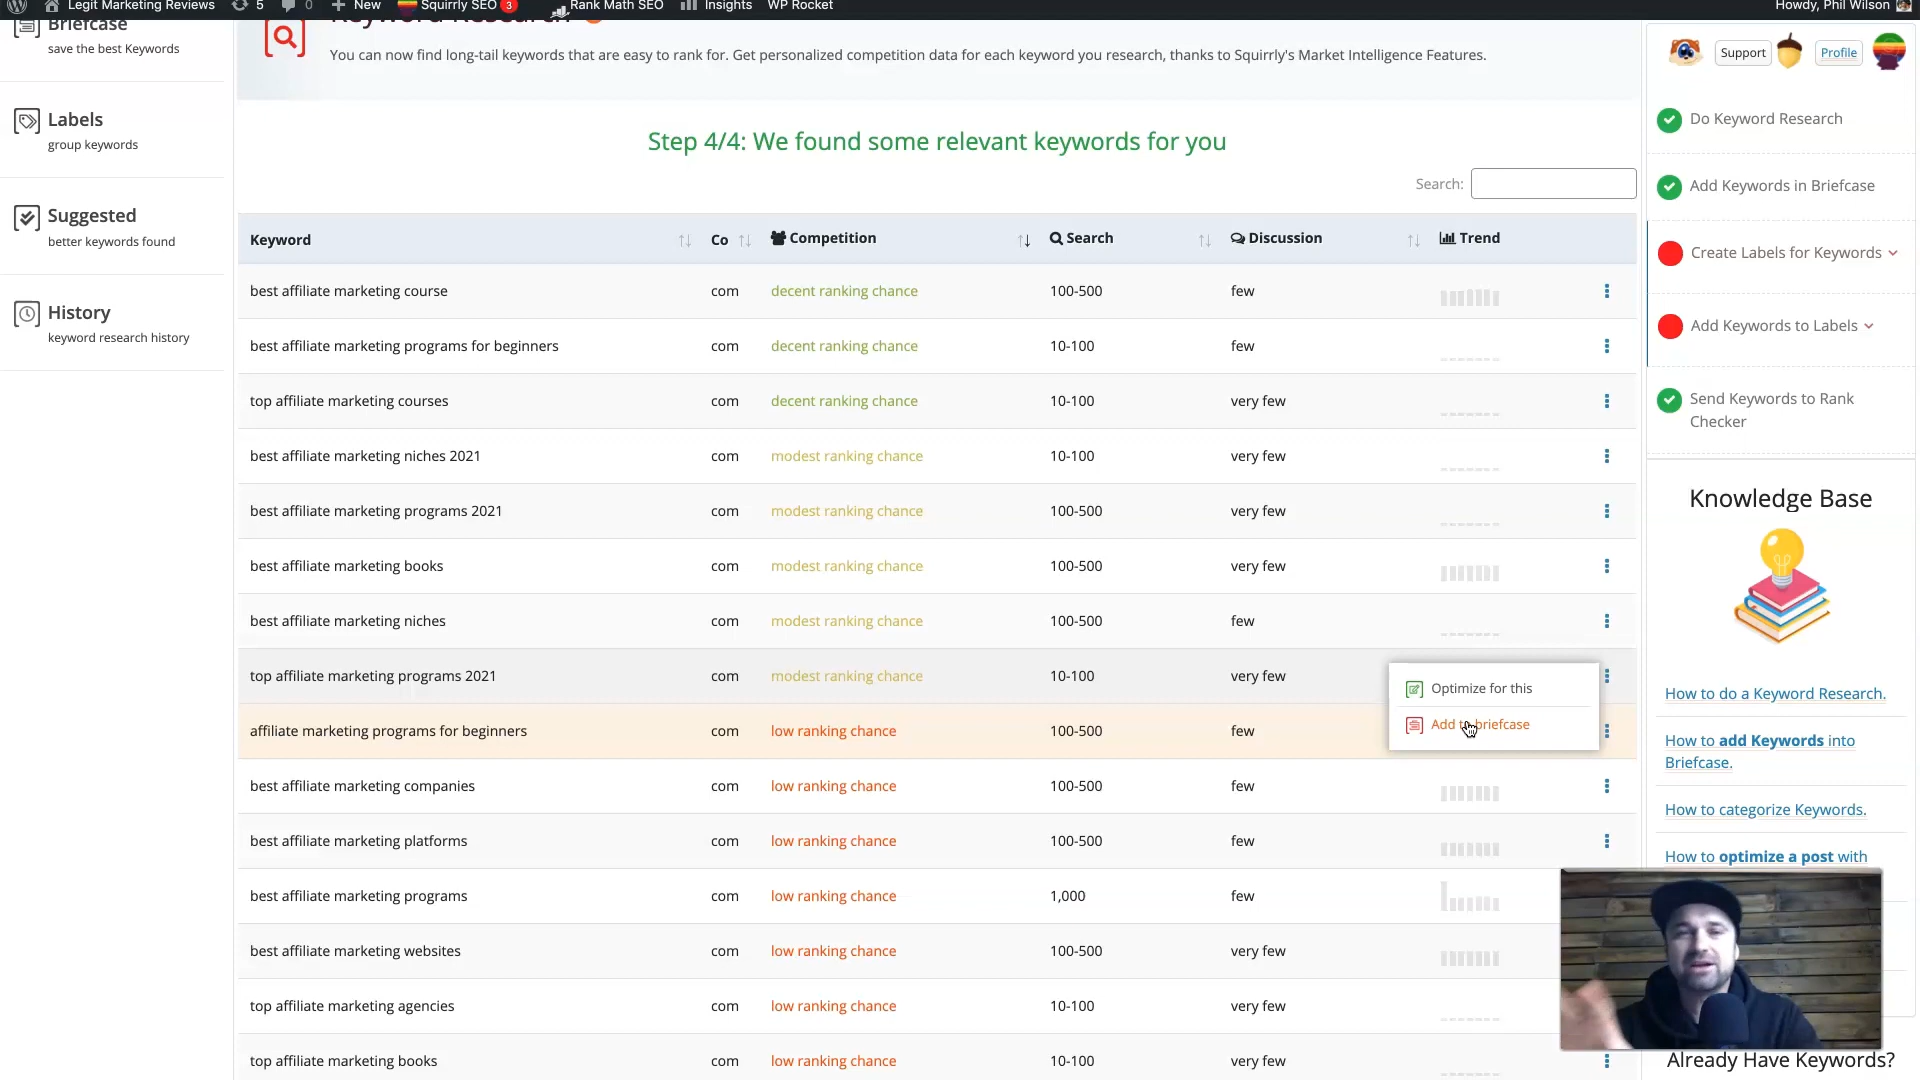 Legit Marketing Reviews 5 0 New Squirrly SEO 3 Rank Math SEO Insights WP Rocket Howdy, Phil Wilson
Briefcase
save the best Keywords
Labels
group keywords
Suggested
better keywords found
History
keyword research history
Keyword Research
You can now find long-tail keywords that are easy to rank for. Get personalized competition data for each keyword you research, thanks to Squirrly's Market Intelligence Features.
Step 4/4: We found some relevant keywords for you
Search:
Keyword Co Competition Search Discussion Trend
best affiliate marketing course com decent ranking chance 100-500 few
best affiliate marketing programs for beginners com decent ranking chance 10-100 few
top affiliate marketing courses com decent ranking chance 10-100 very few
best affiliate marketing niches 2021 com modest ranking chance 10-100 very few
best affiliate marketing programs 2021 com modest ranking chance 100-500 very few
best affiliate marketing books com modest ranking chance 100-500 very few
best affiliate marketing niches com modest ranking chance 100-500 few
top affiliate marketing programs 2021 com modest ranking chance 10-100 very few
Optimize for this
Add to briefcase
affiliate marketing programs for beginners com low ranking chance 100-500 few
best affiliate marketing companies com low ranking chance 100-500 few
best affiliate marketing platforms com low ranking chance 100-500 few
best affiliate marketing programs com low ranking chance 1,000 few
best affiliate marketing websites com low ranking chance 100-500 very few
top affiliate marketing agencies com low ranking chance 10-100 very few
top affiliate marketing books com low ranking chance 10-100 very few
Support Profile
Do Keyword Research
Add Keywords in Briefcase
Create Labels for Keywords
Add Keywords to Labels
Send Keywords to Rank
Checker
Knowledge Base
How to do a Keyword Research.
How to add Keywords into
Briefcase.
How to categorize Keywords.
How to optimize a post with
Already Have Keywords?